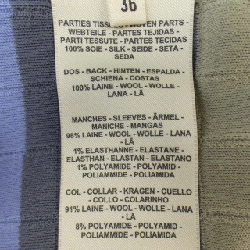 36
PARTIES TISSUES - WOVEN PARTS -
WEBTEILE - PARTES TEJIDAS -
PARTI TESSUTE - PARTES TECIDAS
100% SOIE - SILK - SEIDE - SETA -
SEDA
DOS - BACK - HINTEN - ESPALDA -
SCHIENA - COSTAS
100% LAINE - WOOL - WOLLE -
LANA - LÃ
MANCHES - SLEEVES - ÄRMEL -
MANICHE - MANGAS
98% LAINE - WOOL - WOLLE - LANA
- LÃ
1% ELASTHANNE - ELASTANE -
ELASTHAN - ELASTAN - ELASTANO
1% POLYAMIDE - POLYAMID -
POLIAMMIDE - POLIAMIDA
COL - COLLAR - KRAGEN - CUELLO
- COLLO - COLARINHO
91% LAINE - WOOL - WOLLE - LANA -
LÃ
8% POLYAMIDE - POLYAMID -
POLIAMMIDE - POLIAMIDA